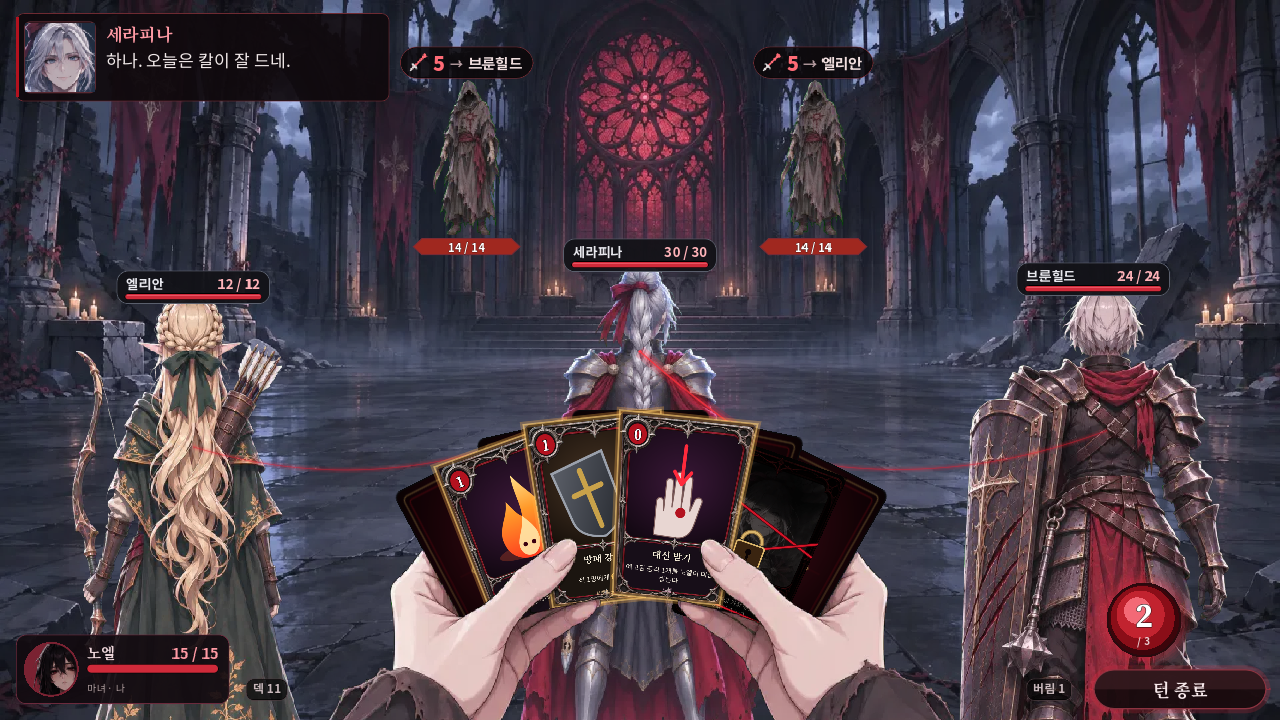 세라피나
하나. 오늘은 칼이 잘 드네.
5 → 브룬힐드
5 → 엘리안
14 / 14
14 / 14
세라피나 30 / 30
엘리안 12 / 12
브룬힐드 24 / 24
1
1
0
방패
대신 받기
노엘 15 / 15
마녀 · 나
덱 11
2
/ 3
버림 1
턴 종료